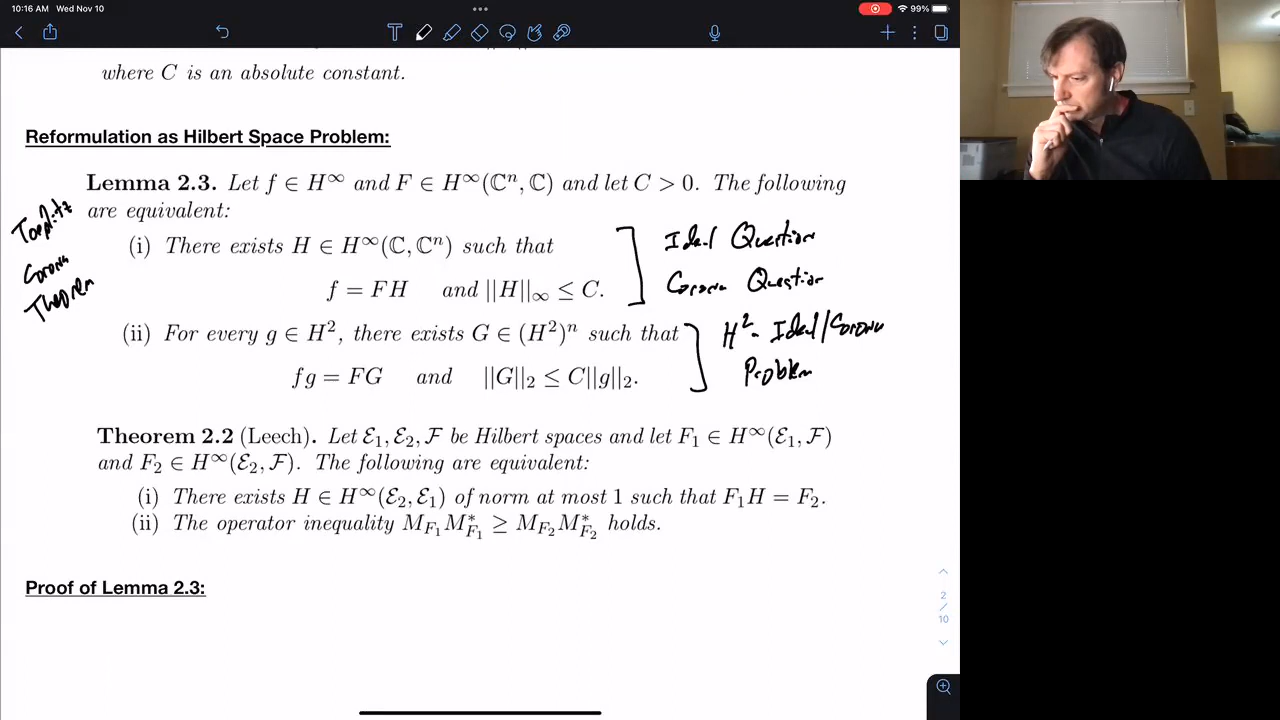 10:16 AM Wed Nov 10
99%
where C is an absolute constant.
Reformulation as Hilbert Space Problem:
Lemma 2.3. Let f ∈ H^∞ and F ∈ H^∞(ℂ^n, ℂ) and let C > 0. The following
are equivalent:
Toeplitz
Corona
Theorem
(i) There exists H ∈ H^∞(ℂ, ℂ^n) such that
f = FH and ||H||_∞ ≤ C.
Ideal Question
Corona Question
(ii) For every g ∈ H^2, there exists G ∈ (H^2)^n such that
fg = FG and ||G||_2 ≤ C||g||_2.
H^2- Ideal/Corona
Problem
Theorem 2.2 (Leech). Let ℰ_1, ℰ_2, ℱ be Hilbert spaces and let F_1 ∈ H^∞(ℰ_1, ℱ)
and F_2 ∈ H^∞(ℰ_2, ℱ). The following are equivalent:
(i) There exists H ∈ H^∞(ℰ_2, ℰ_1) of norm at most 1 such that F_1H = F_2.
(ii) The operator inequality M_{F_1}M^*_{F_1} ≥ M_{F_2}M^*_{F_2} holds.
Proof of Lemma 2.3:
2
/
10